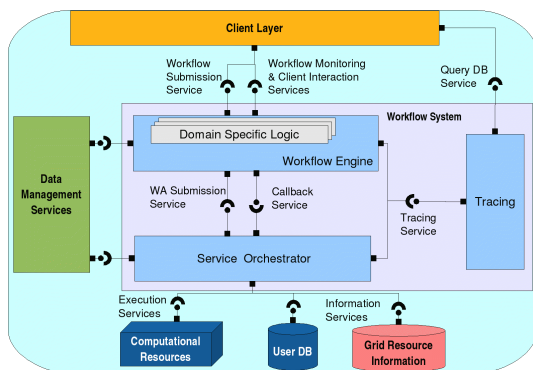 Client Layer
Workflow
Submission
Service
Workflow Monitoring
& Client Interaction
Services
Query DB
Service
Workflow System
Domain Specific Logic
Workflow Engine
Data
Management
Services
WA Submission
Service
Callback
Service
Tracing
Service
Tracing
Service Orchestrator
Execution
Services
Information
Services
Computational
Resources
User DB
Grid Resource
Information